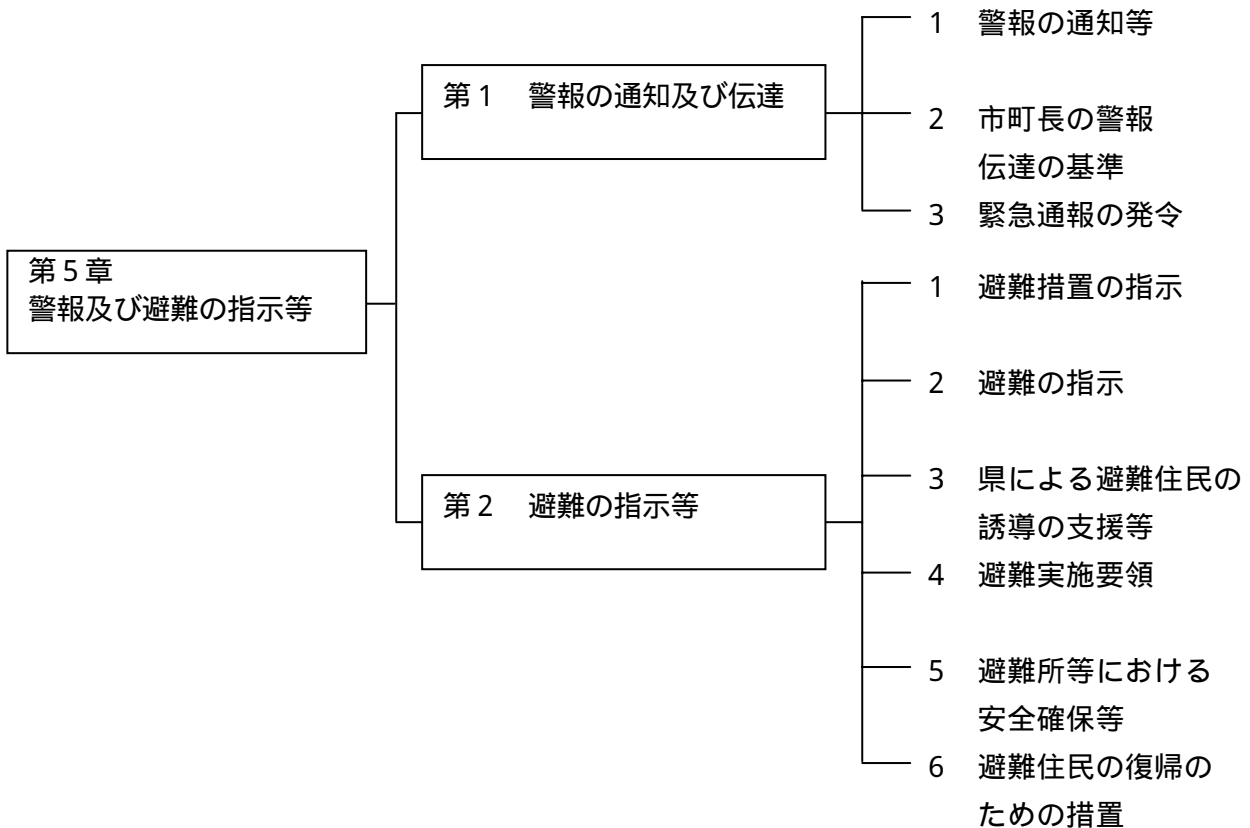 第５章
警報及び避難の指示等
第１　警報の通知及び伝達
1　警報の通知等
2　市町長の警報
伝達の基準
3　緊急通報の発令
第２　避難の指示等
1　避難措置の指示
2　避難の指示
3　県による避難住民の
誘導の支援等
4　避難実施要領
5　避難所等における
安全確保等
6　避難住民の復帰の
ための措置